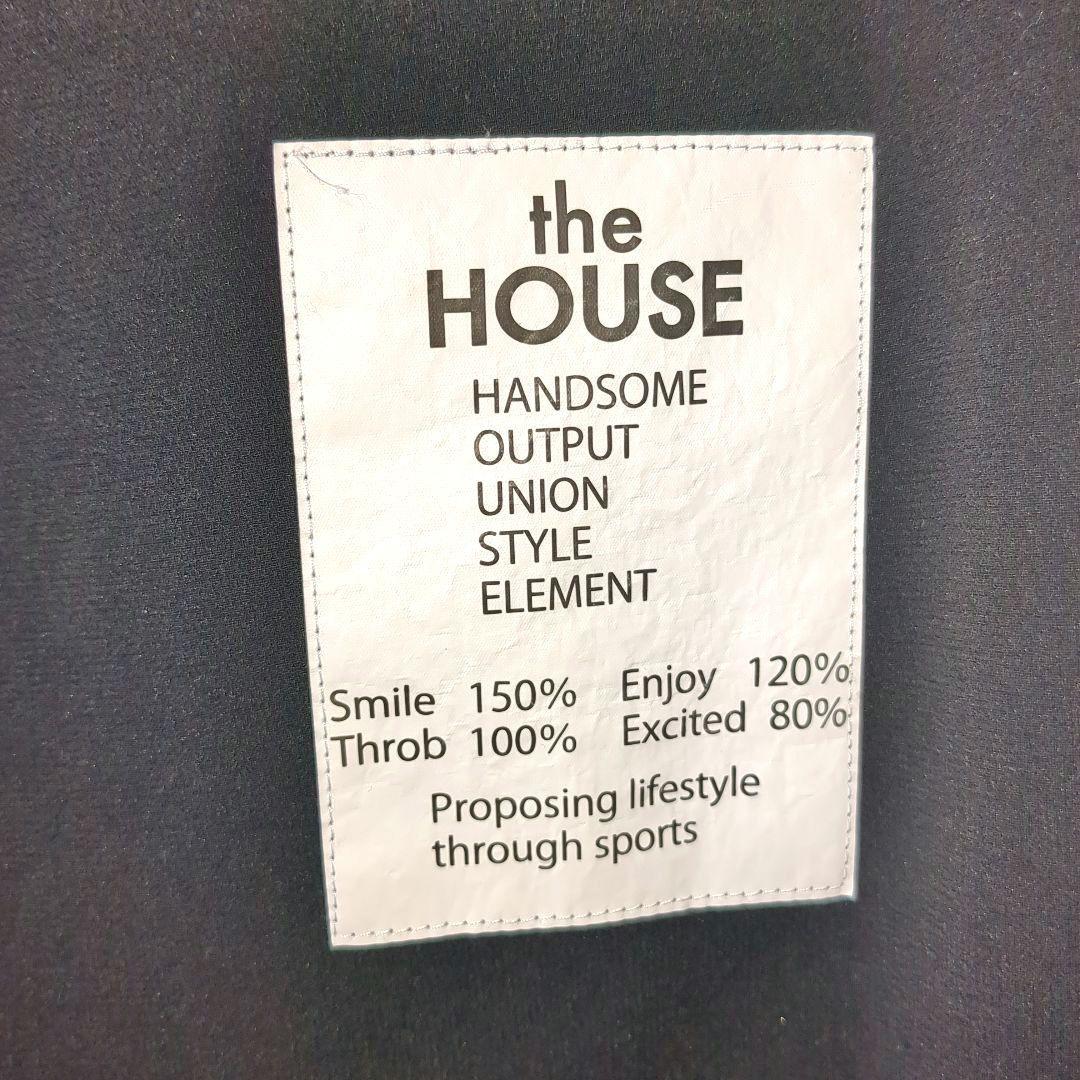 the
HOUSE
HANDSOME
OUTPUT
UNION
STYLE
ELEMENT
Smile 150% Enjoy 120%
Throb 100% Excited 80%
Proposing lifestyle
through sports